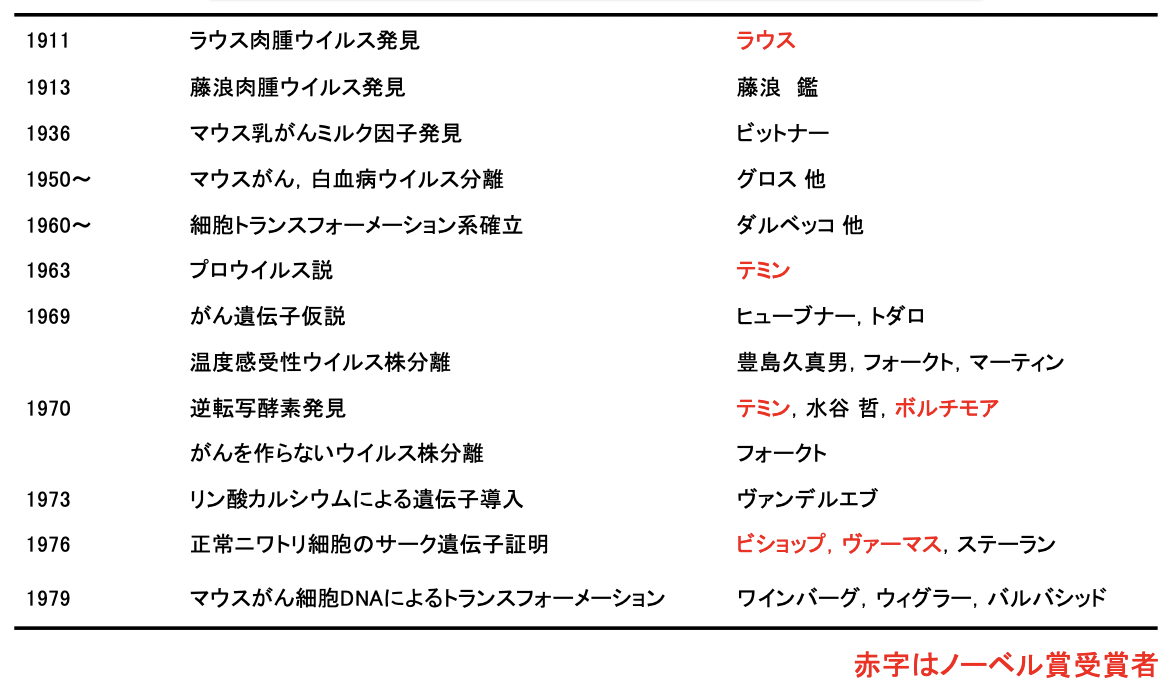 1911 ラウス肉腫ウイルス発見 ラウス
1913 藤浪肉腫ウイルス発見 藤浪　鑑
1936 マウス乳がんミルク因子発見 ビットナー
1950～ マウスがん，白血病ウイルス分離 グロス 他
1960～ 細胞トランスフォーメーション系確立 ダルベッコ 他
1963 プロウイルス説 テミン
1969 がん遺伝子仮説 ヒューブナー，トダロ
温度感受性ウイルス株分離 豊島久真男，フォークト，マーティン
1970 逆転写酵素発見 テミン，水谷 哲，ボルチモア
がんを作らないウイルス株分離 フォークト
1973 リン酸カルシウムによる遺伝子導入 ヴァンデルエブ
1976 正常ニワトリ細胞のサーク遺伝子証明 ビショップ，ヴァーマス，ステーラン
1979 マウスがん細胞DNAによるトランスフォーメーション ワインバーグ，ウィグラー，バルバシッド
赤字はノーベル賞受賞者